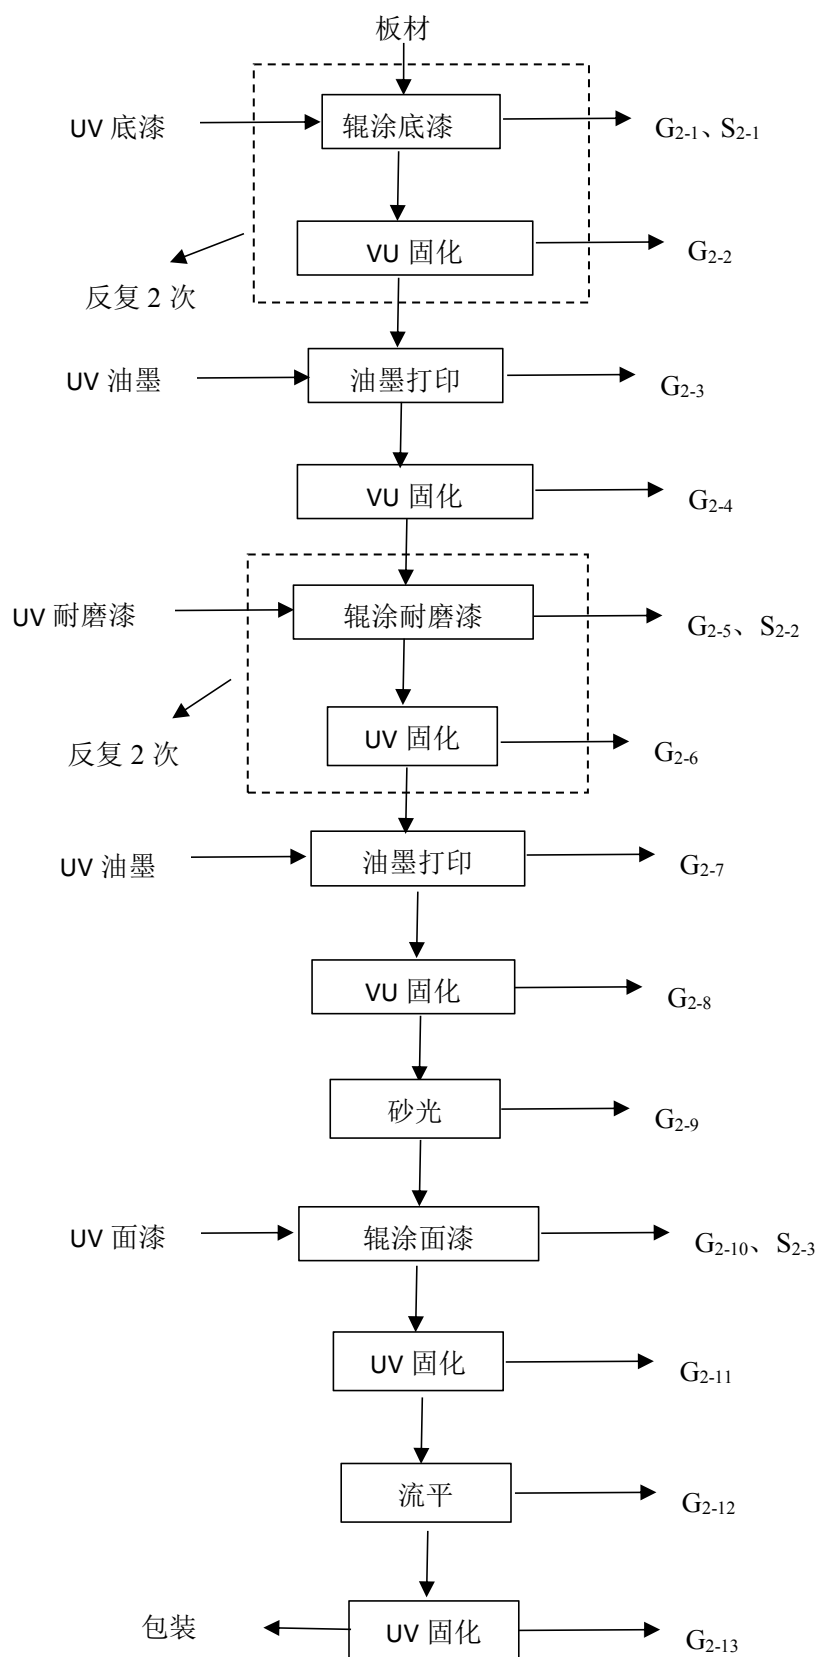 板材
UV 底漆
辊涂底漆
G2-1、S2-1
VU 固化
G2-2
反复 2 次
UV 油墨
油墨打印
G2-3
VU 固化
G2-4
UV 耐磨漆
辊涂耐磨漆
G2-5、S2-2
反复 2 次
UV 固化
G2-6
UV 油墨
油墨打印
G2-7
VU 固化
G2-8
砂光
G2-9
UV 面漆
辊涂面漆
G2-10、S2-3
UV 固化
G2-11
流平
G2-12
包装
UV 固化
G2-13